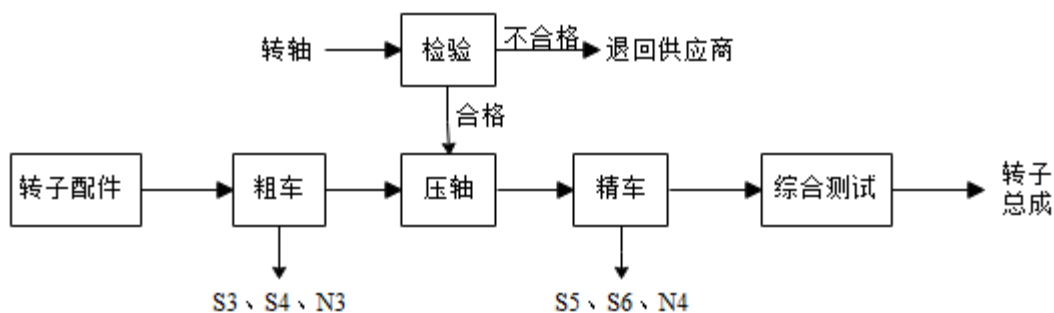 转轴
检验
不合格
退回供应商
合格
转子配件
粗车
压轴
精车
综合测试
转子
总成
S3、S4、N3
S5、S6、N4